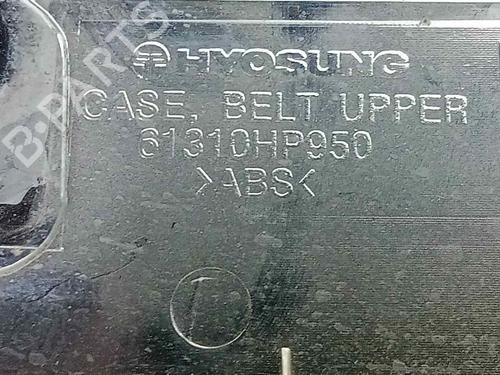 HYOSUNG
CASE, BELT UPPER
61310HP950
>ABS<
B-PARTS